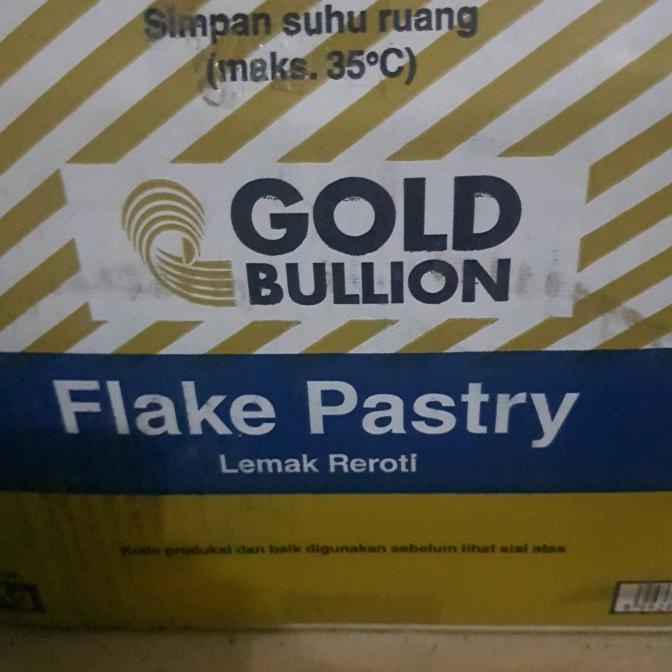 Simpan suhu ruang
(maks. 35°C)
GOLD
BULLION
Flake Pastry
Lemak Reroti
Kode produksi dan baik digunakan sebelum lihat sisi atas